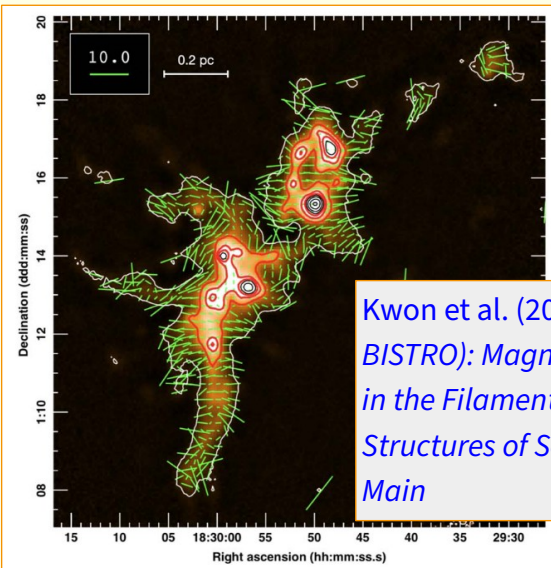 20
10.0
0.2 pc
18
16
14
12
1:10
08
Declination (ddd:mm:ss)
15 10 05 18:30:00 55 50 45 40 35 29:30
Right ascension (hh:mm:ss.s)
Kwon et al. (20
BISTRO): Magn
in the Filament
Structures of S
Main